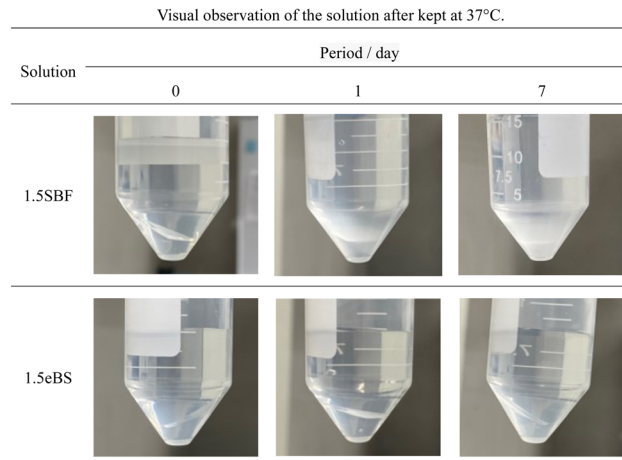 Visual observation of the solution after kept at 37°C.
Solution
Period / day
0
1
7
1.5SBF
15
10
7.5
5
1.5eBS
7